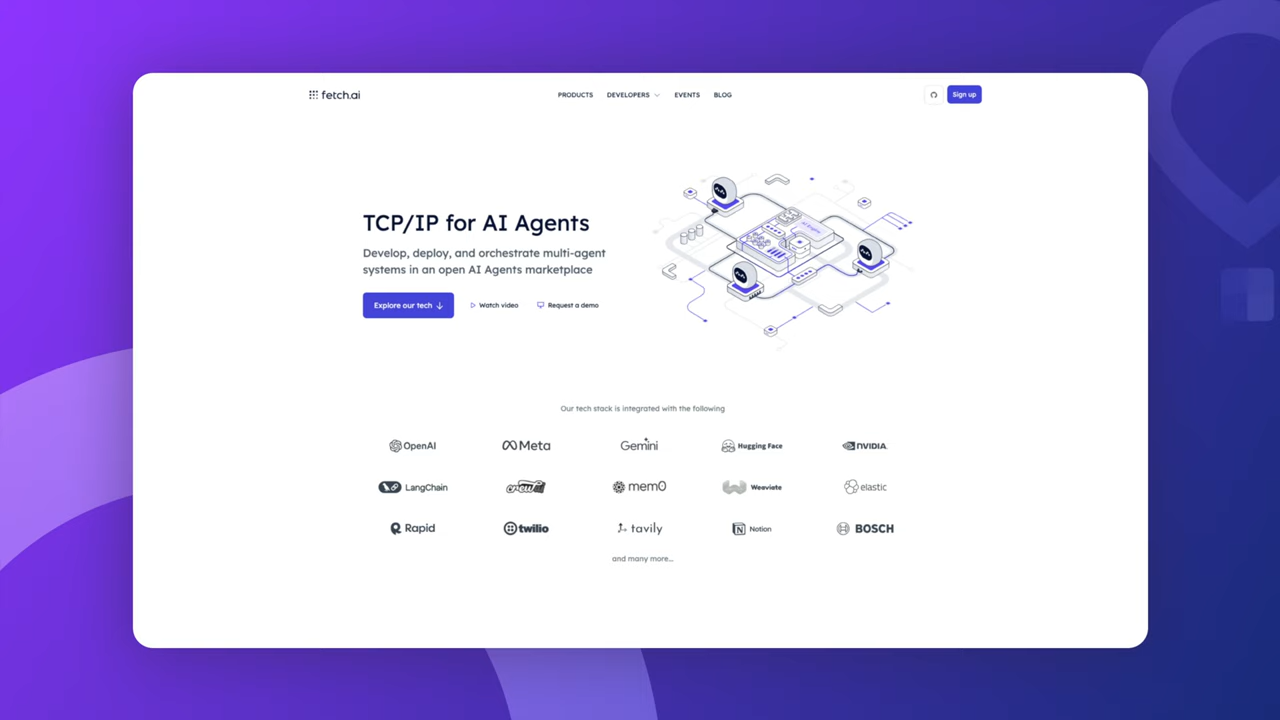 fetch.ai
PRODUCTS
DEVELOPERS
EVENTS
BLOG
Sign up
TCP/IP for AI Agents
Develop, deploy, and orchestrate multi-agent
systems in an open AI Agents marketplace
Explore our tech
Watch video
Request a demo
AI Engine
Our tech stack is integrated with the following
OpenAI
Meta
Gemini
Hugging Face
NVIDIA
LangChain
crew
mem0
Weaviate
elastic
Rapid
twilio
tavily
Notion
BOSCH
and many more...